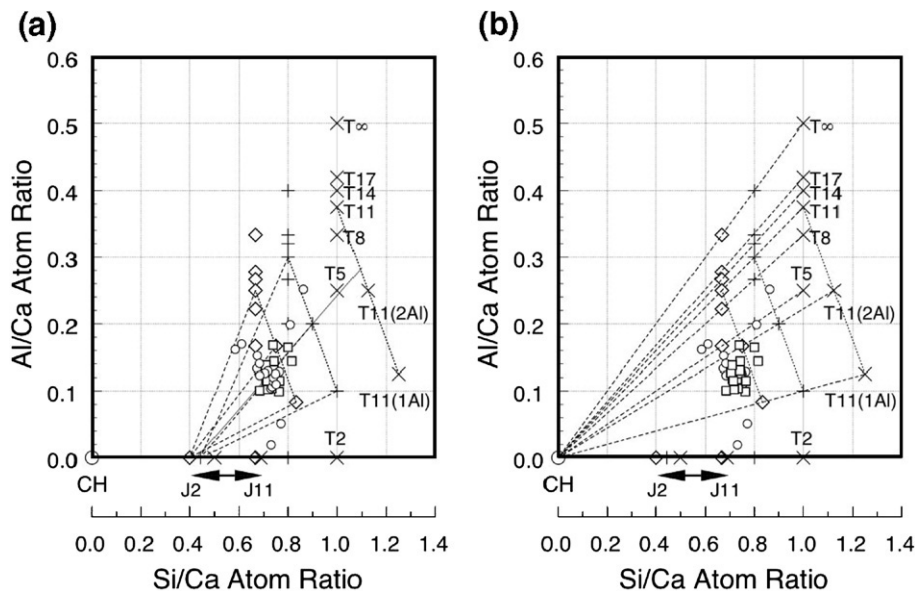 (a)
0.6
0.5
0.4
0.3
0.2
0.1
0.0
Al/Ca Atom Ratio
T∞
T17
T14
T11
T8
T5
T11(2Al)
T11(1Al)
T2
CH
J2
J11
0.0 0.2 0.4 0.6 0.8 1.0 1.2 1.4
Si/Ca Atom Ratio
(b)
0.6
0.5
0.4
0.3
0.2
0.1
0.0
Al/Ca Atom Ratio
T∞
T17
T14
T11
T8
T5
T11(2Al)
T11(1Al)
T2
CH
J2
J11
0.0 0.2 0.4 0.6 0.8 1.0 1.2 1.4
Si/Ca Atom Ratio